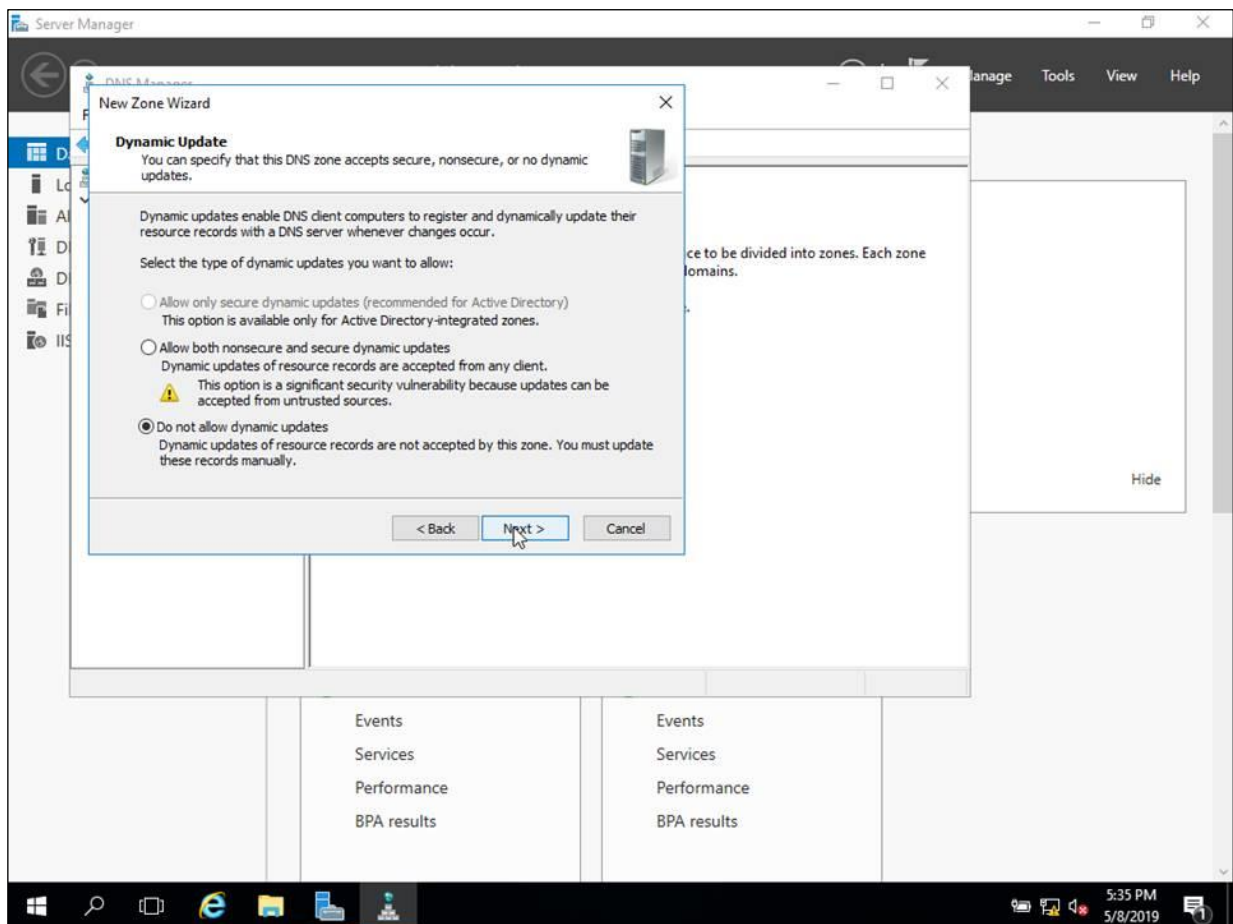 Server Manager
Manage Tools View Help
DNS Manager
New Zone Wizard
Dynamic Update
You can specify that this DNS zone accepts secure, nonsecure, or no dynamic
updates.
Dynamic updates enable DNS client computers to register and dynamically update their
resource records with a DNS server whenever changes occur.
Select the type of dynamic updates you want to allow:
Allow only secure dynamic updates (recommended for Active Directory)
This option is available only for Active Directory-integrated zones.
Allow both nonsecure and secure dynamic updates
Dynamic updates of resource records are accepted from any client.
This option is a significant security vulnerability because updates can be
accepted from untrusted sources.
Do not allow dynamic updates
Dynamic updates of resource records are not accepted by this zone. You must update
these records manually.
< Back Next > Cancel
ce to be divided into zones. Each zone
domains.
Hide
Events
Services
Performance
BPA results
Events
Services
Performance
BPA results
5:35 PM
5/8/2019
1